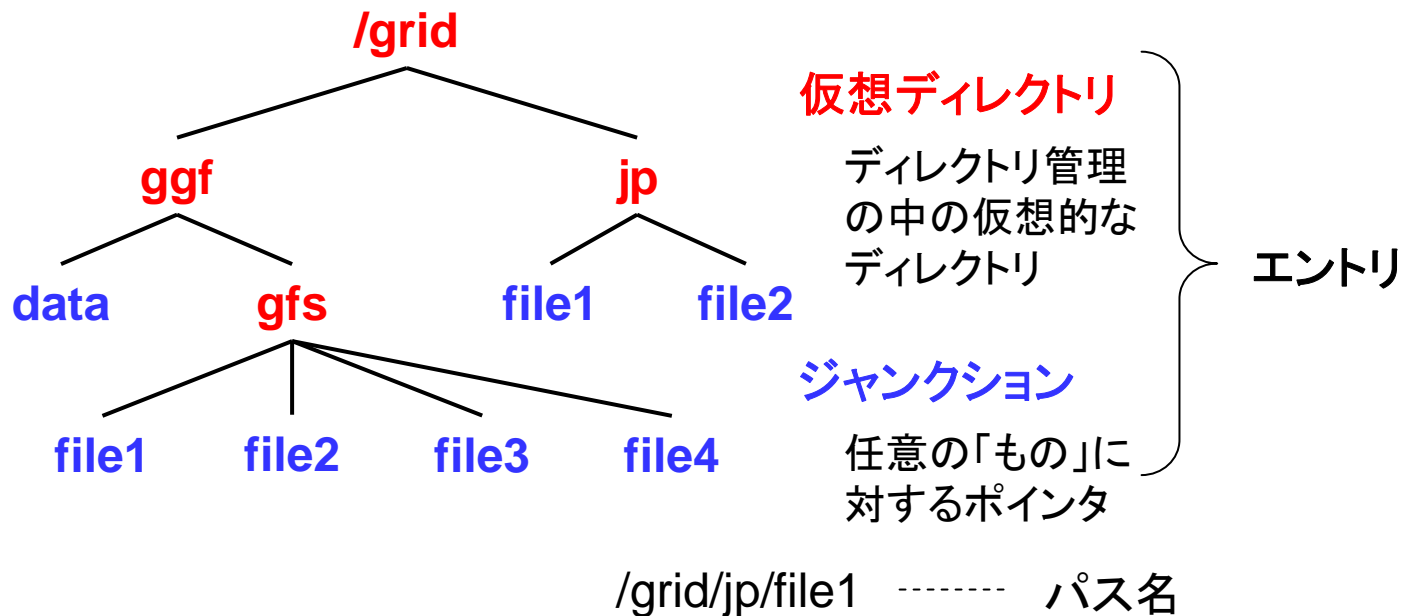 /grid
ggf
jp
data
gfs
file1
file2
file1
file2
file3
file4
仮想ディレクトリ
ディレクトリ管理
の中の仮想的な
ディレクトリ
ジャンクション
任意の「もの」に
対するポインタ
エントリ
/grid/jp/file1 -------- パス名